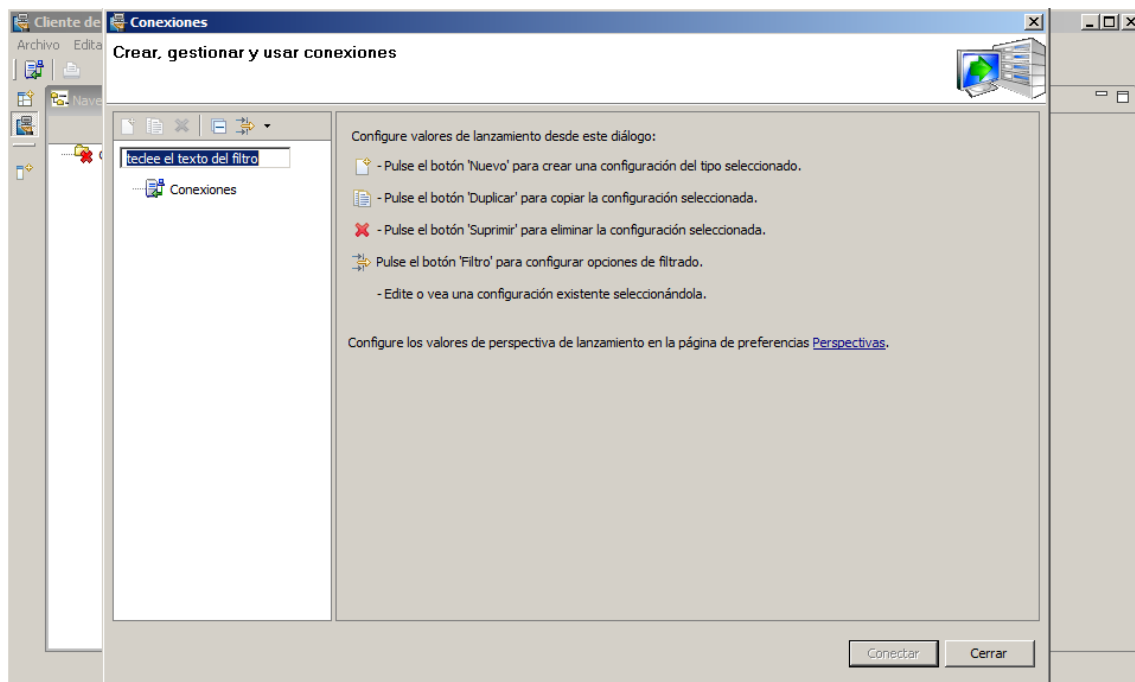 Cliente de
Conexiones
Archivo Edita
Crear, gestionar y usar conexiones
Nave
teclee el texto del filtro
Conexiones
Configure valores de lanzamiento desde este diálogo:
- Pulse el botón 'Nuevo' para crear una configuración del tipo seleccionado.
- Pulse el botón 'Duplicar' para copiar la configuración seleccionada.
- Pulse el botón 'Suprimir' para eliminar la configuración seleccionada.
Pulse el botón 'Filtro' para configurar opciones de filtrado.
- Edite o vea una configuración existente seleccionándola.
Configure los valores de perspectiva de lanzamiento en la página de preferencias Perspectivas.
Conectar
Cerrar